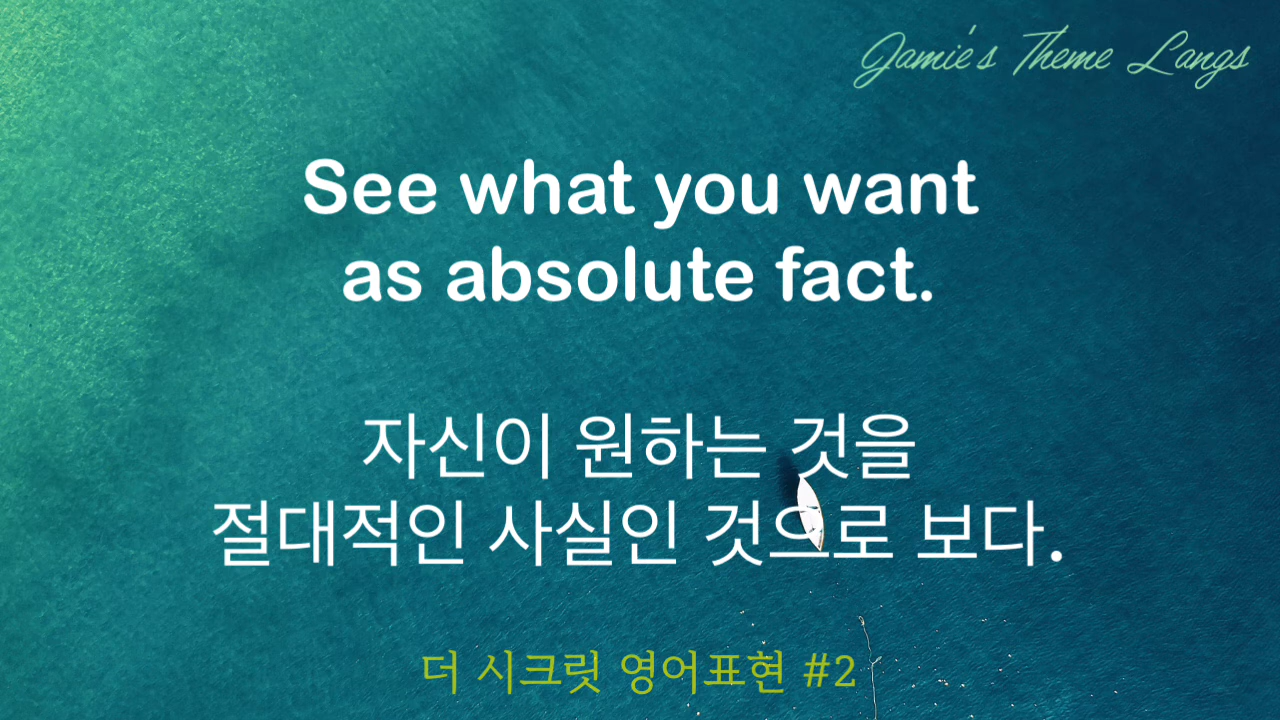 Jamie's Theme Langs
See what you want
as absolute fact.
자신이 원하는 것을
절대적인 사실인 것으로 보다.
더 시크릿 영어표현 #2